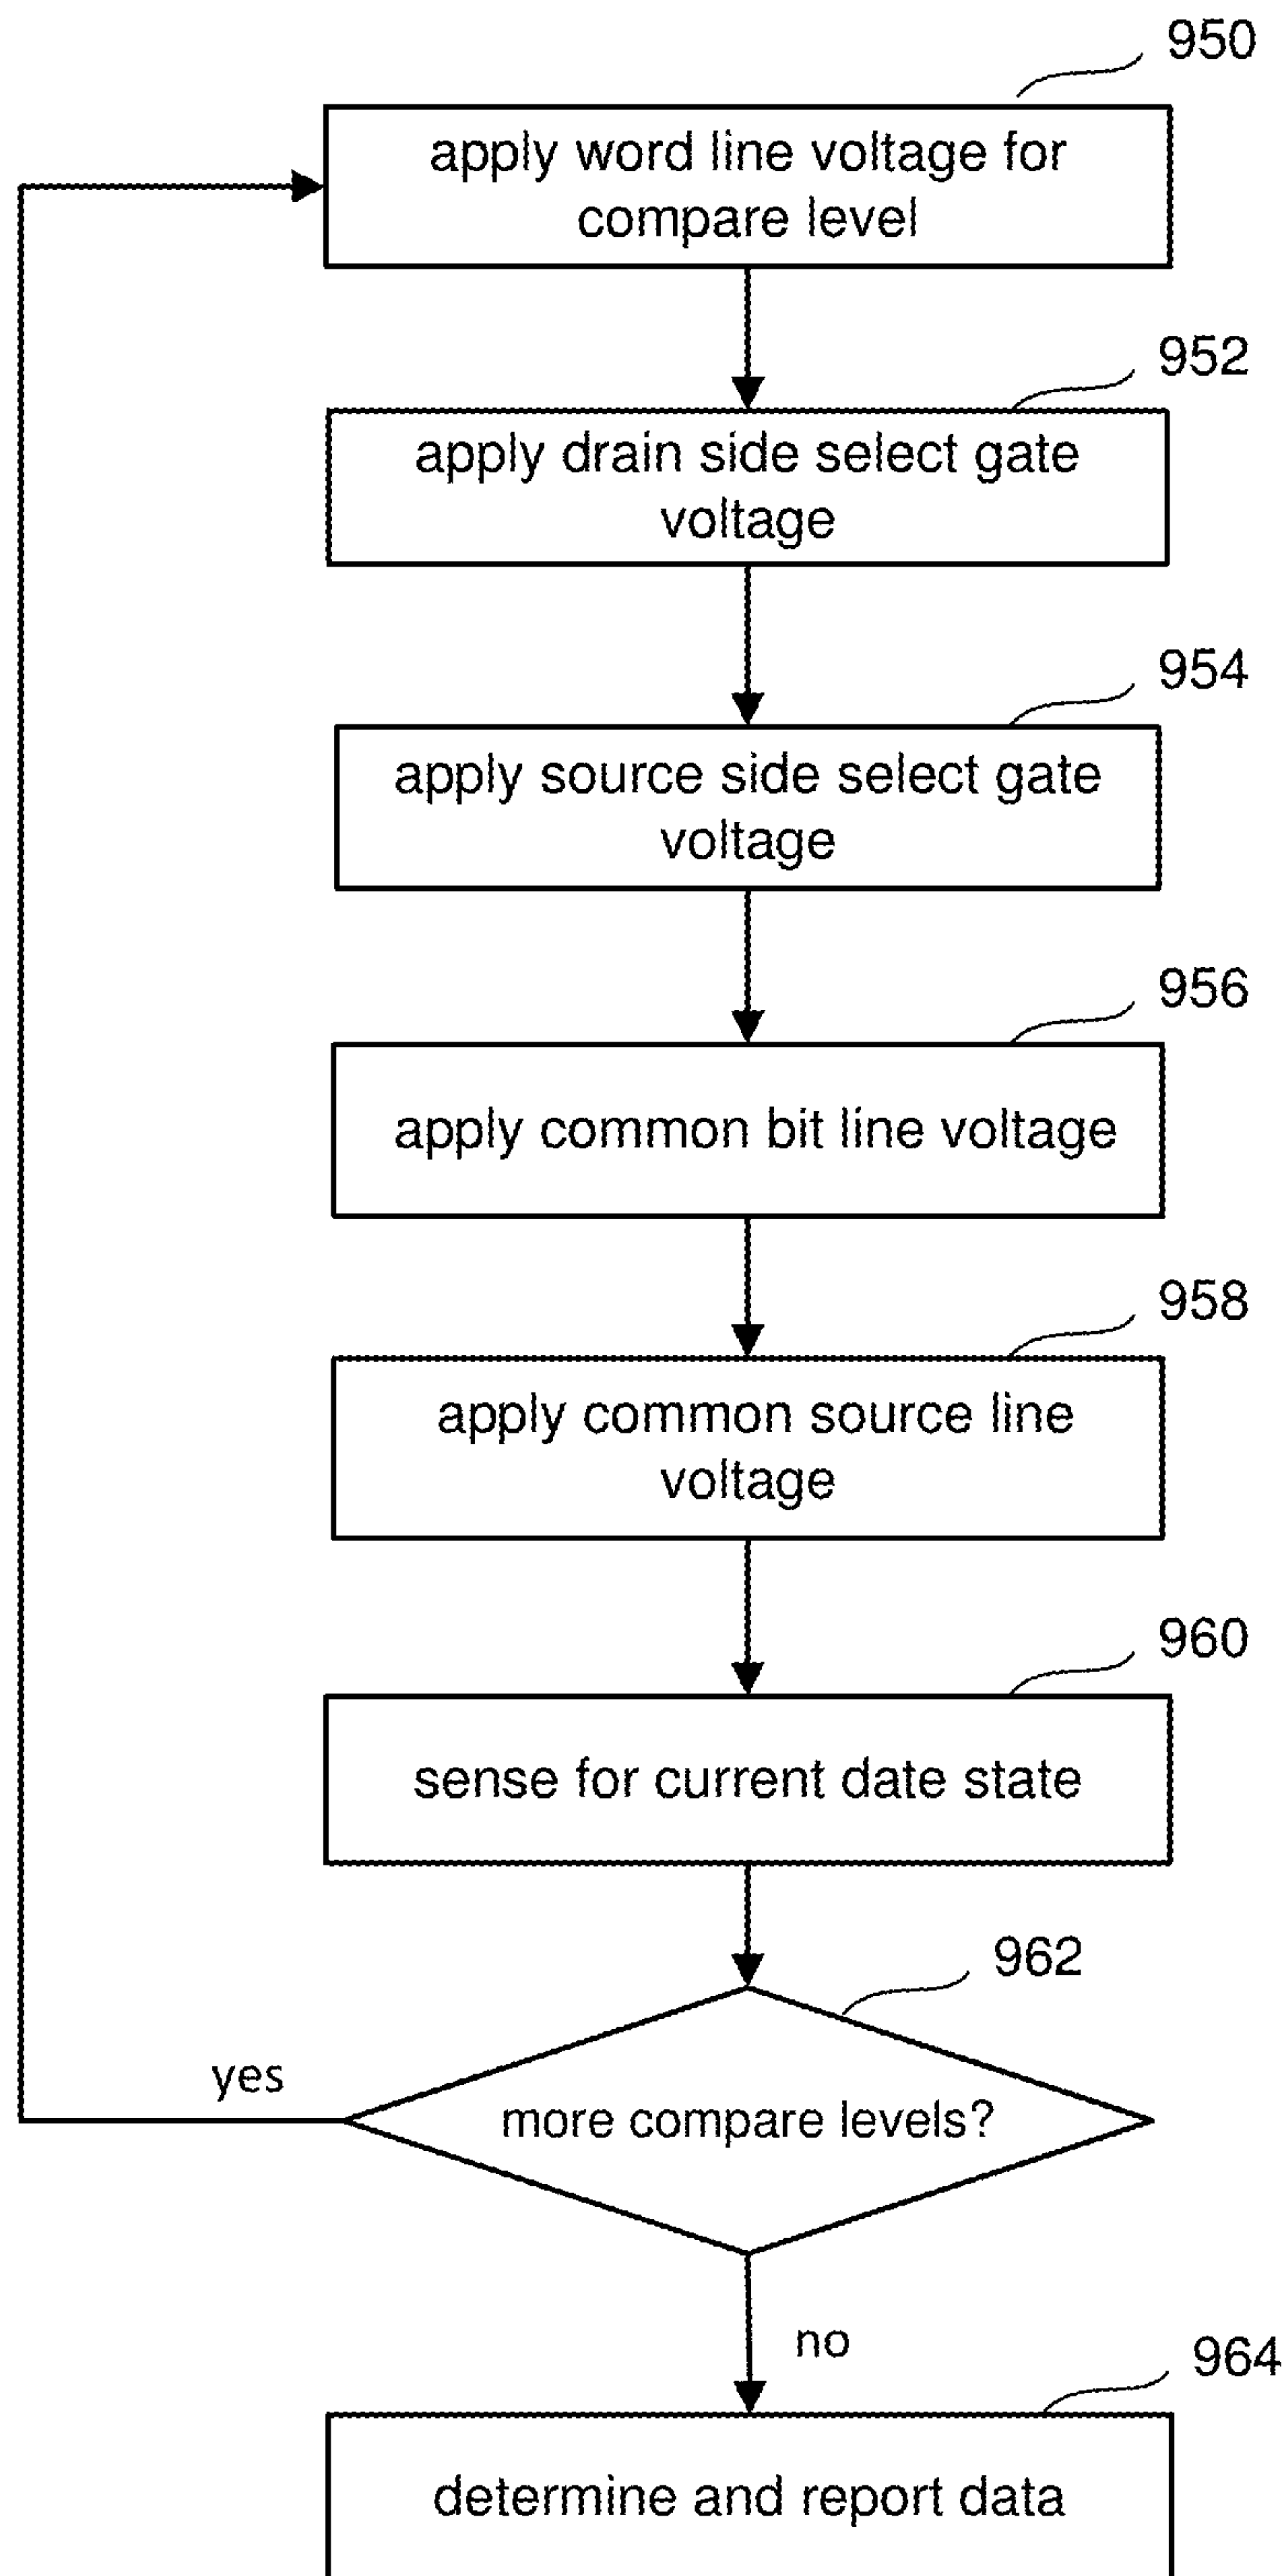 950
apply word line voltage for
compare level
952
apply drain side select gate
voltage
954
apply source side select gate
voltage
956
apply common bit line voltage
958
apply common source line
voltage
960
sense for current date state
962
yes
more compare levels?
no
964
determine and report data